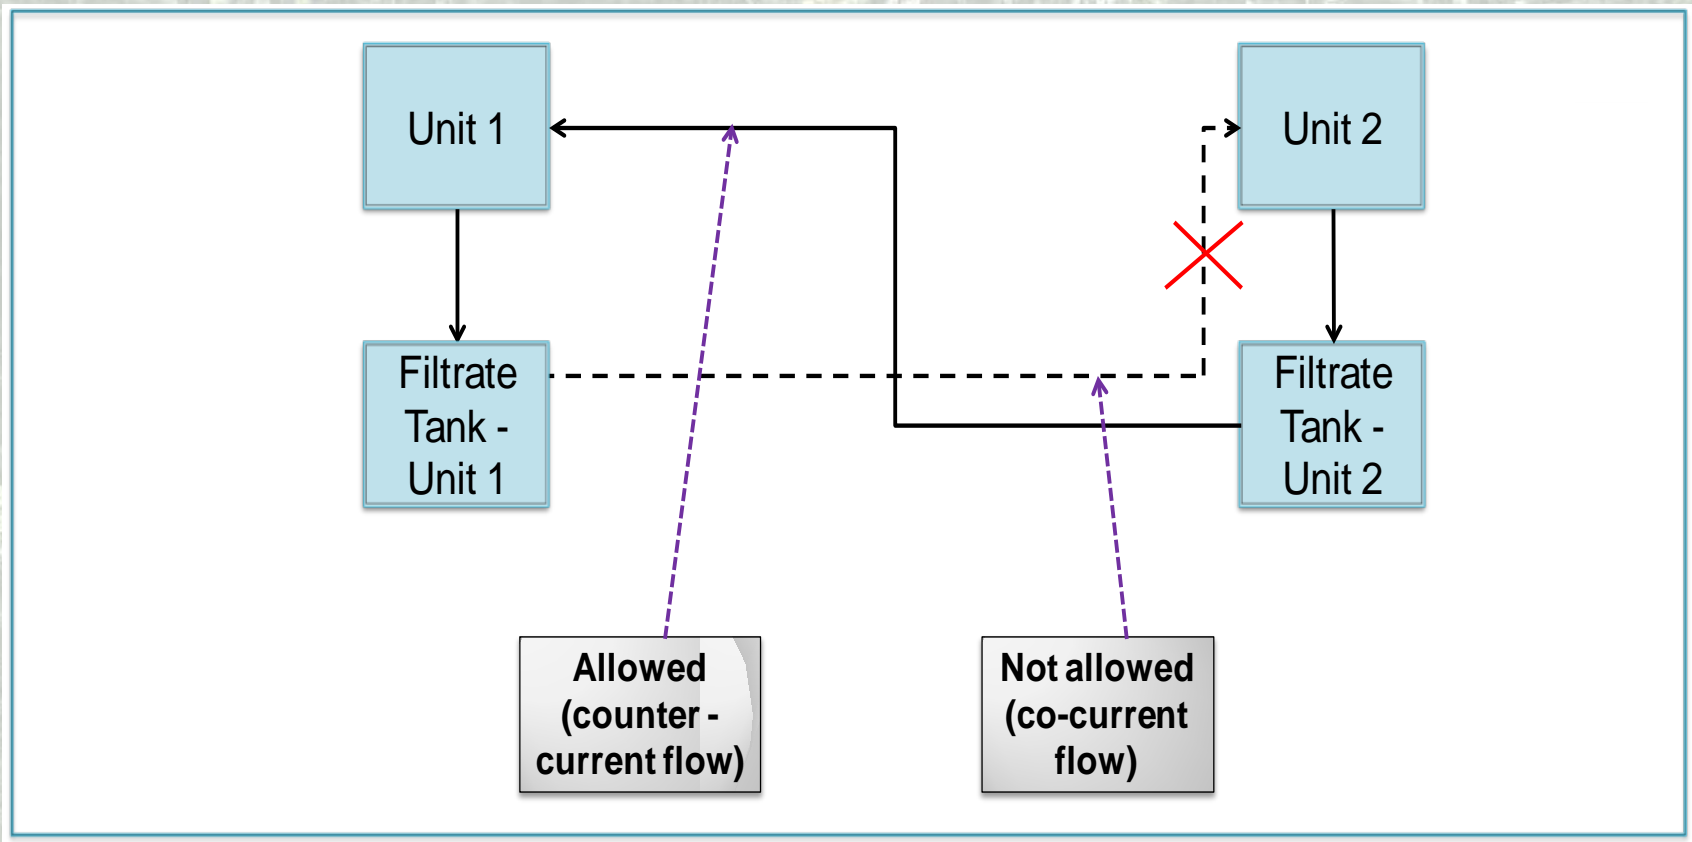 Unit 1
Unit 2
Filtrate
Tank -
Unit 1
Filtrate
Tank -
Unit 2
Allowed
(counter -
current flow)
Not allowed
(co-current
flow)